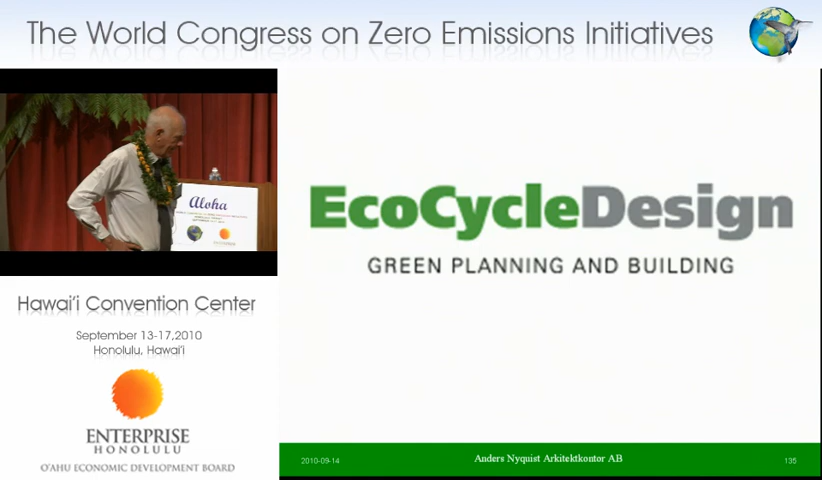 The World Congress on Zero Emissions Initiatives
Aloha
EcoCycleDesign
GREEN PLANNING AND BUILDING
Hawai'i Convention Center
September 13-17,2010
Honolulu, Hawai'i
ENTERPRISE
HONOLULU
O'AHU ECONOMIC DEVELOPMENT BOARD
2010-09-14
Anders Nyquist Arkitektkontor AB
135